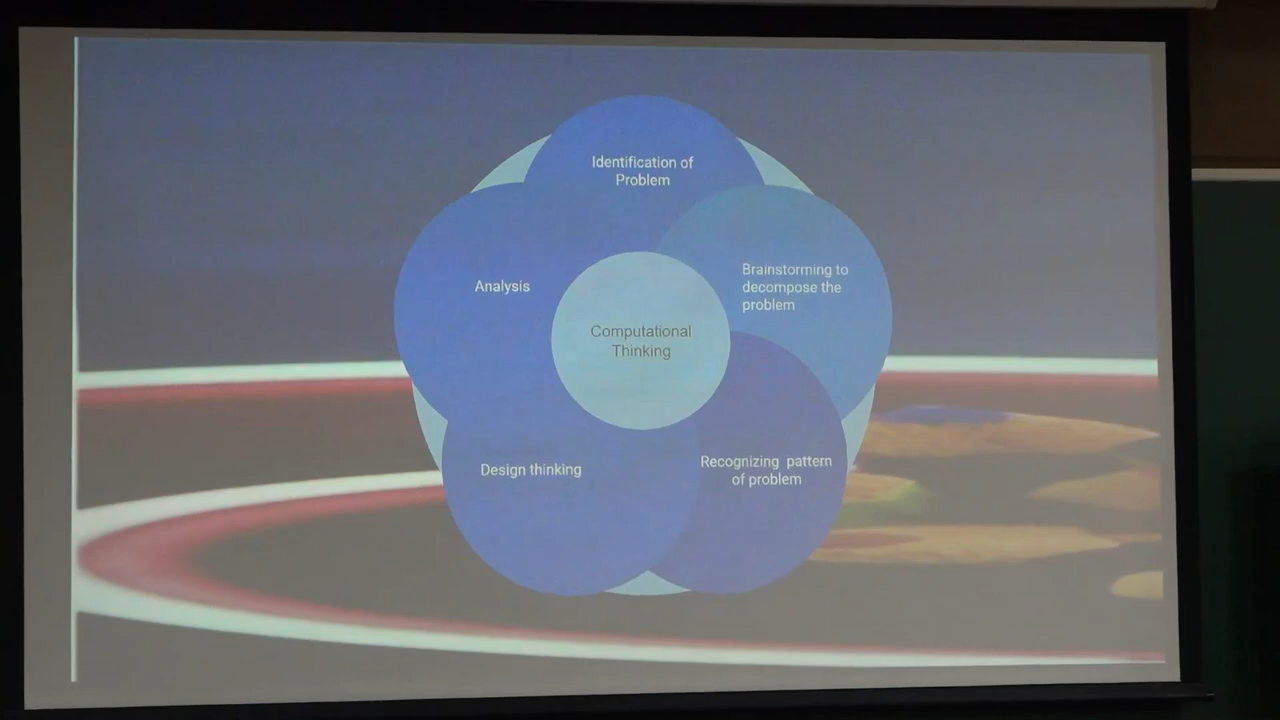 Identification of
Problem
Brainstorming to
decompose the
problem
Analysis
Computational
Thinking
Recognizing pattern
of problem
Design thinking